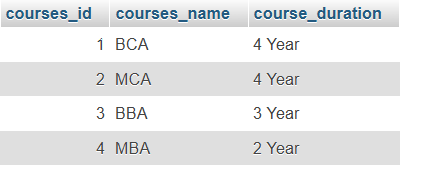 courses_id courses_name course_duration
1 BCA 4 Year
2 MCA 4 Year
3 BBA 3 Year
4 MBA 2 Year